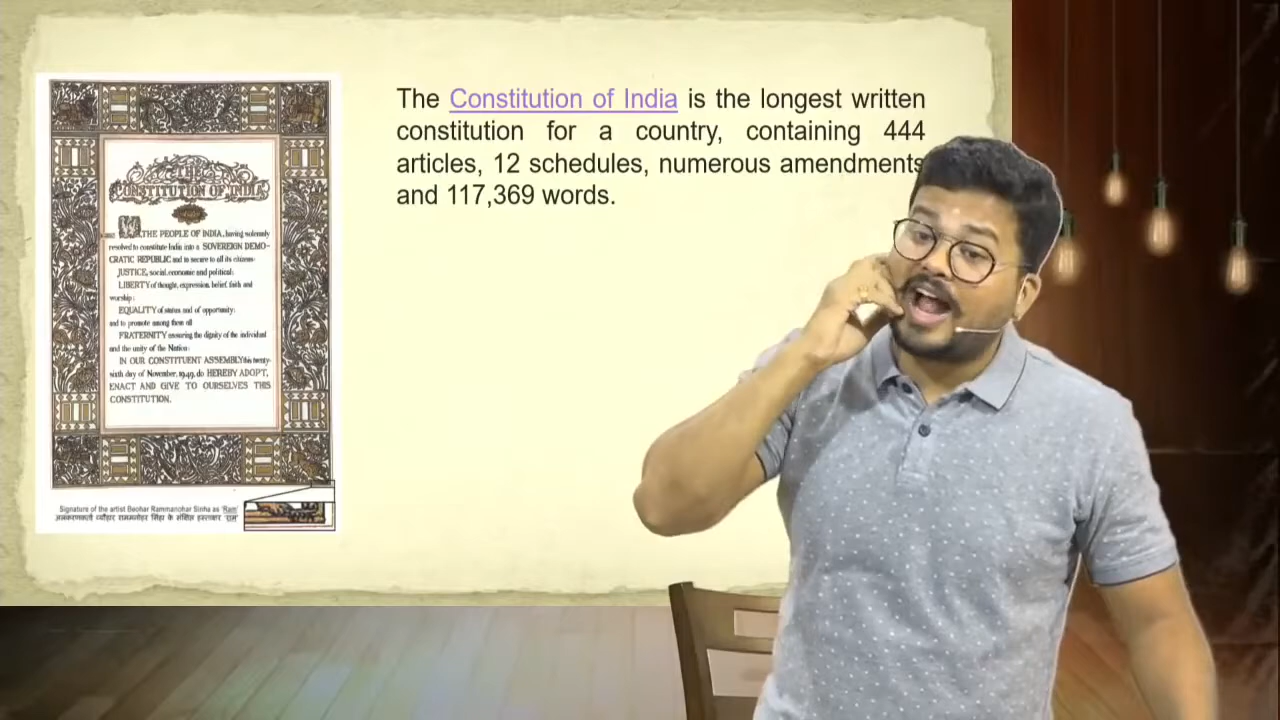 The Constitution of India is the longest written
constitution for a country, containing 444
articles, 12 schedules, numerous amendments
and 117,369 words.
THE
CONSTITUTION OF INDIA
WE, THE PEOPLE OF INDIA, having solemnly
resolved to constitute India into a SOVEREIGN DEMO-
CRATIC REPUBLIC and to secure to all its citizens:
JUSTICE, social, economic and political;
LIBERTY of thought, expression, belief, faith and
worship;
EQUALITY of status and of opportunity;
and to promote among them all
FRATERNITY assuring the dignity of the individual
and the unity of the Nation;
IN OUR CONSTITUENT ASSEMBLY this twenty-
sixth day of November, 1949, do HEREBY ADOPT,
ENACT AND GIVE TO OURSELVES THIS
CONSTITUTION.
Signature of the artist Beohar Rammanohar Sinha as 'Ram'
अलंकरणकर्ता ब्यौहार राममनोहर सिंहा के संक्षिप्त हस्ताक्षर 'राम'